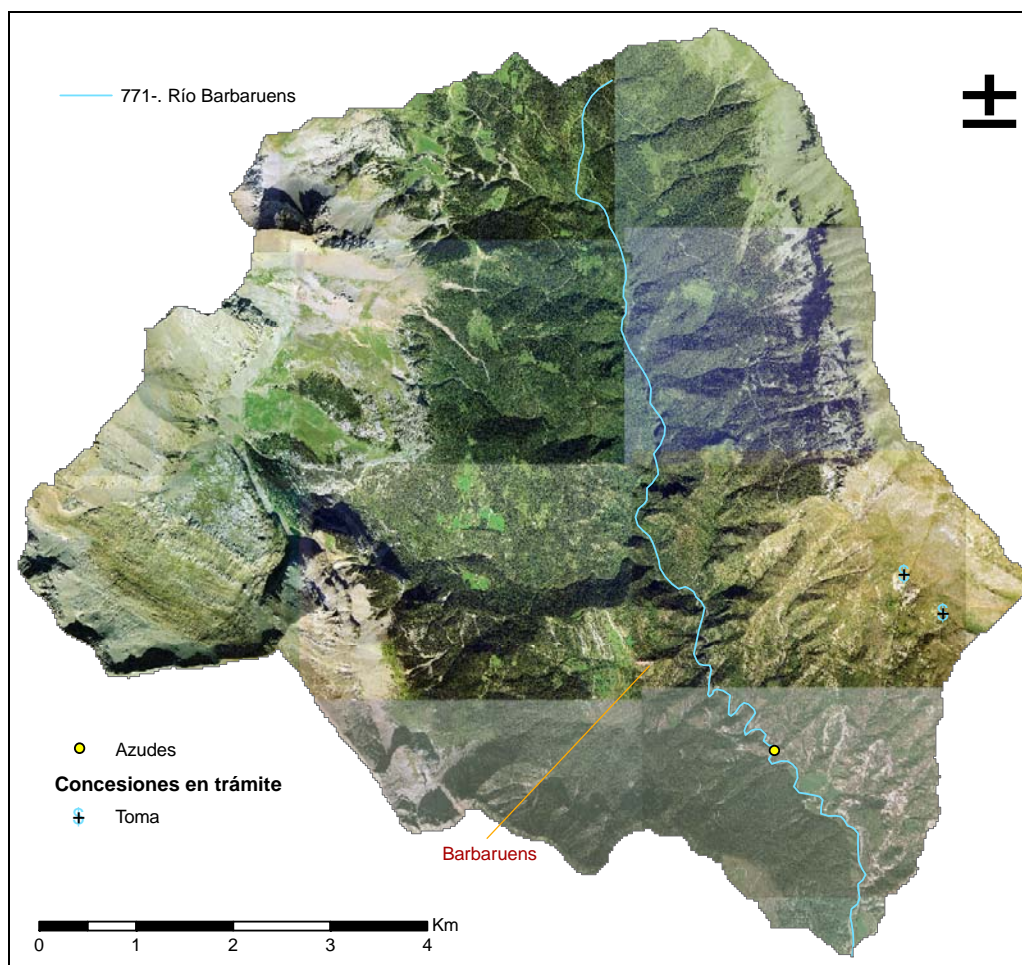 771-. Río Barbaruens
Azudes
Concesiones en trámite
Toma
Barbaruens
Km
0 1 2 3 4